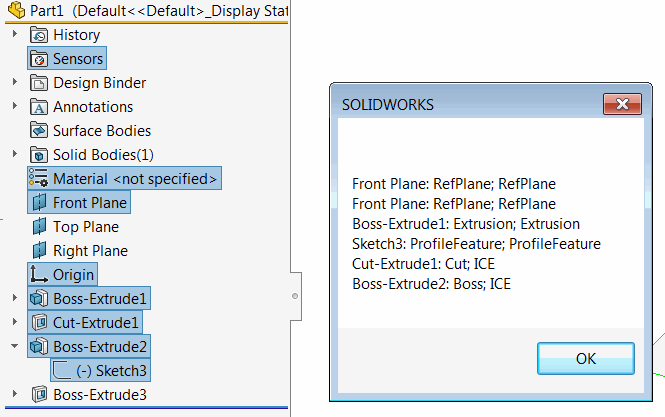 Part1 (Default<<Default>_Display Stat
History
Sensors
Design Binder
Annotations
Surface Bodies
Solid Bodies(1)
Material <not specified>
Front Plane
Top Plane
Right Plane
Origin
Boss-Extrude1
Cut-Extrude1
Boss-Extrude2
(-) Sketch3
Boss-Extrude3
SOLIDWORKS
Front Plane: RefPlane; RefPlane
Front Plane: RefPlane; RefPlane
Boss-Extrude1: Extrusion; Extrusion
Sketch3: ProfileFeature; ProfileFeature
Cut-Extrude1: Cut; ICE
Boss-Extrude2: Boss; ICE
OK